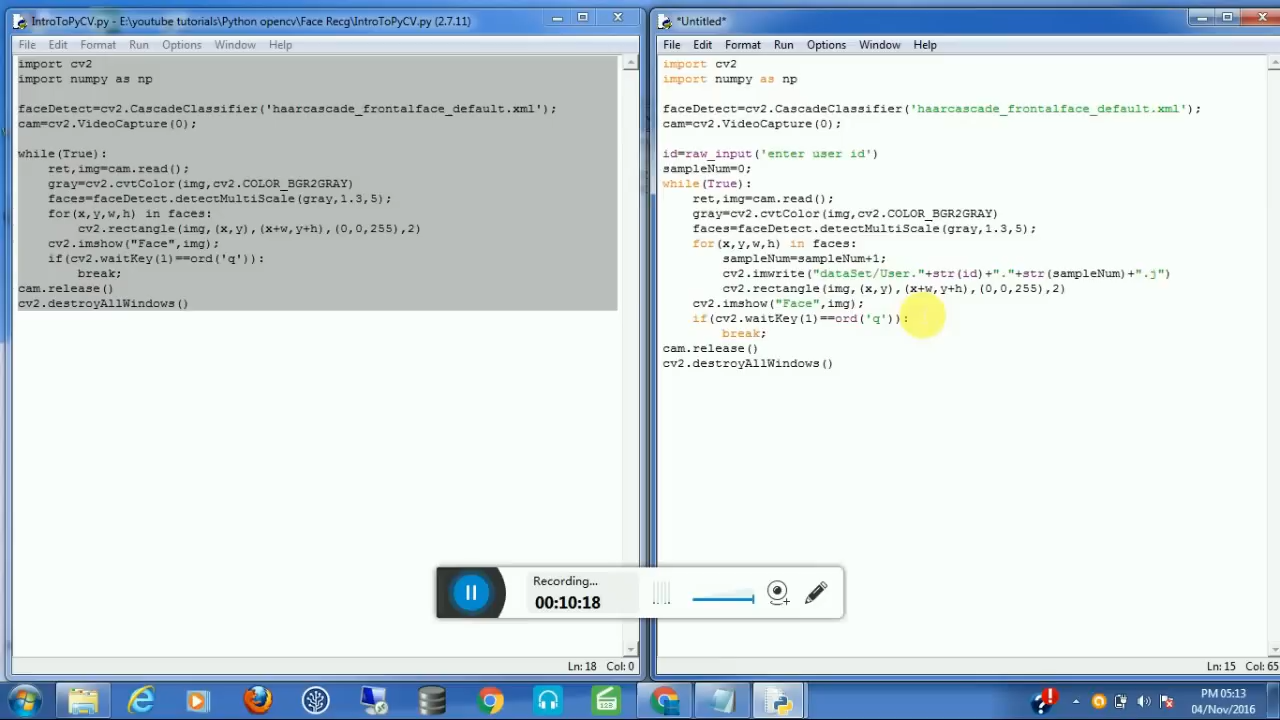 IntroToPyCV.py - E:\youtube tutorials\Python opencv\Face Recg\IntroToPyCV.py (2.7.11)
File Edit Format Run Options Window Help
import cv2
import numpy as np
faceDetect=cv2.CascadeClassifier('haarcascade_frontalface_default.xml');
cam=cv2.VideoCapture(0);
while(True):
ret,img=cam.read();
gray=cv2.cvtColor(img,cv2.COLOR_BGR2GRAY)
faces=faceDetect.detectMultiScale(gray,1.3,5);
for(x,y,w,h) in faces:
cv2.rectangle(img,(x,y),(x+w,y+h),(0,0,255),2)
cv2.imshow("Face",img);
if(cv2.waitKey(1)==ord('q')):
break;
cam.release()
cv2.destroyAllWindows()
Ln: 18 Col: 0
*Untitled*
File Edit Format Run Options Window Help
import cv2
import numpy as np
faceDetect=cv2.CascadeClassifier('haarcascade_frontalface_default.xml');
cam=cv2.VideoCapture(0);
id=raw_input('enter user id')
sampleNum=0;
while(True):
ret,img=cam.read();
gray=cv2.cvtColor(img,cv2.COLOR_BGR2GRAY)
faces=faceDetect.detectMultiScale(gray,1.3,5);
for(x,y,w,h) in faces:
sampleNum=sampleNum+1;
cv2.imwrite("dataSet/User."+str(id)+"."+str(sampleNum)+".j")
cv2.rectangle(img,(x,y),(x+w,y+h),(0,0,255),2)
cv2.imshow("Face",img);
if(cv2.waitKey(1)==ord('q')):
break;
cam.release()
cv2.destroyAllWindows()
Ln: 15 Col: 65
Recording...
00:10:18
123
PM 05:13
04/Nov/2016